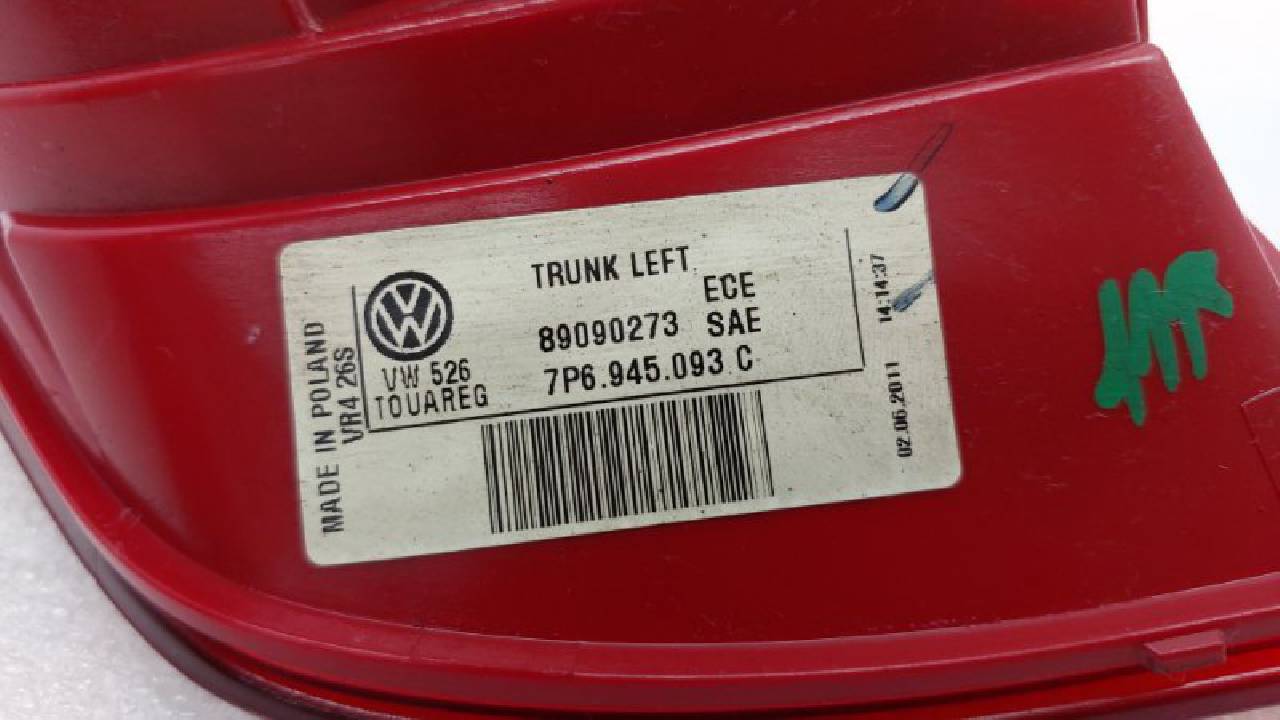 TRUNK LEFT
ECE
89090273 SAE
7P6.945.093 C
VW 526
TOUAREG
MADE IN POLAND
VR4 26S
02.06.2011 14:14:37